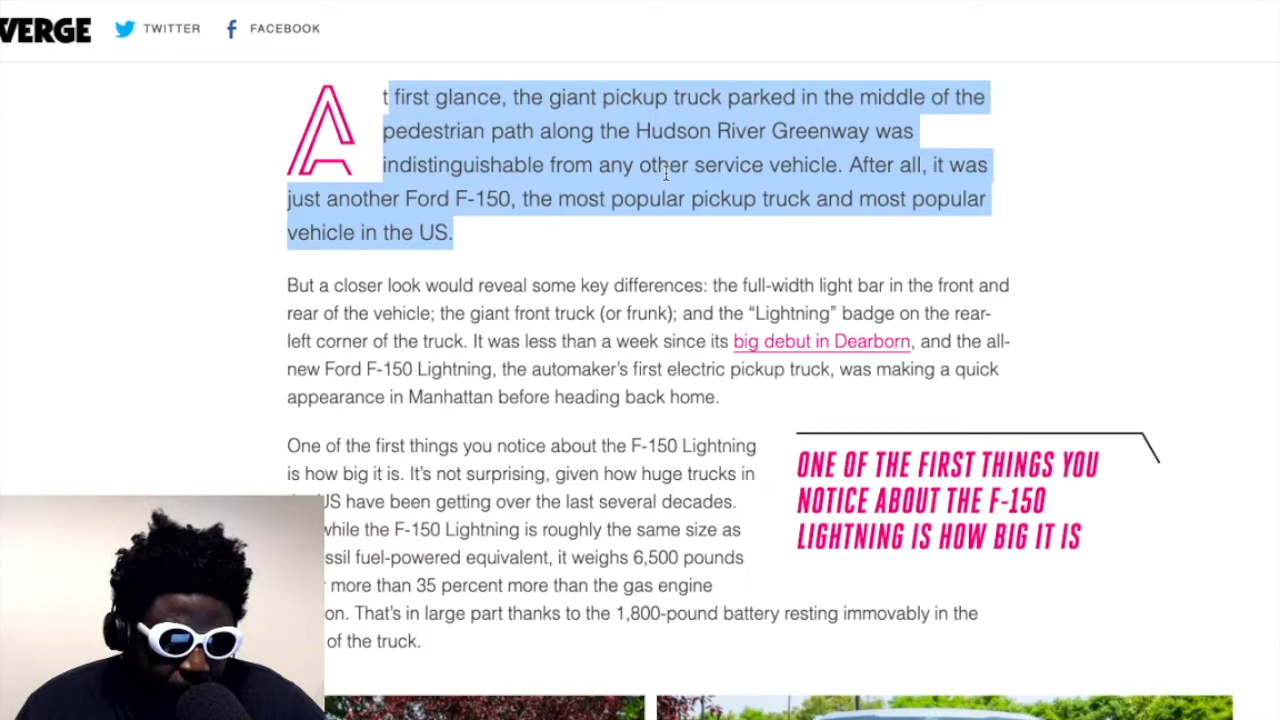 VERGE TWITTER FACEBOOK
At first glance, the giant pickup truck parked in the middle of the
pedestrian path along the Hudson River Greenway was
indistinguishable from any other service vehicle. After all, it was
just another Ford F-150, the most popular pickup truck and most popular
vehicle in the US.
But a closer look would reveal some key differences: the full-width light bar in the front and
rear of the vehicle; the giant front truck (or frunk); and the “Lightning” badge on the rear-
left corner of the truck. It was less than a week since its big debut in Dearborn, and the all-
new Ford F-150 Lightning, the automaker’s first electric pickup truck, was making a quick
appearance in Manhattan before heading back home.
One of the first things you notice about the F-150 Lightning
is how big it is. It’s not surprising, given how huge trucks in
US have been getting over the last several decades.
while the F-150 Lightning is roughly the same size as
fuel-powered equivalent, it weighs 6,500 pounds
more than 35 percent more than the gas engine
That’s in large part thanks to the 1,800-pound battery resting immovably in the
of the truck.
ONE OF THE FIRST THINGS YOU
NOTICE ABOUT THE F-150
LIGHTNING IS HOW BIG IT IS